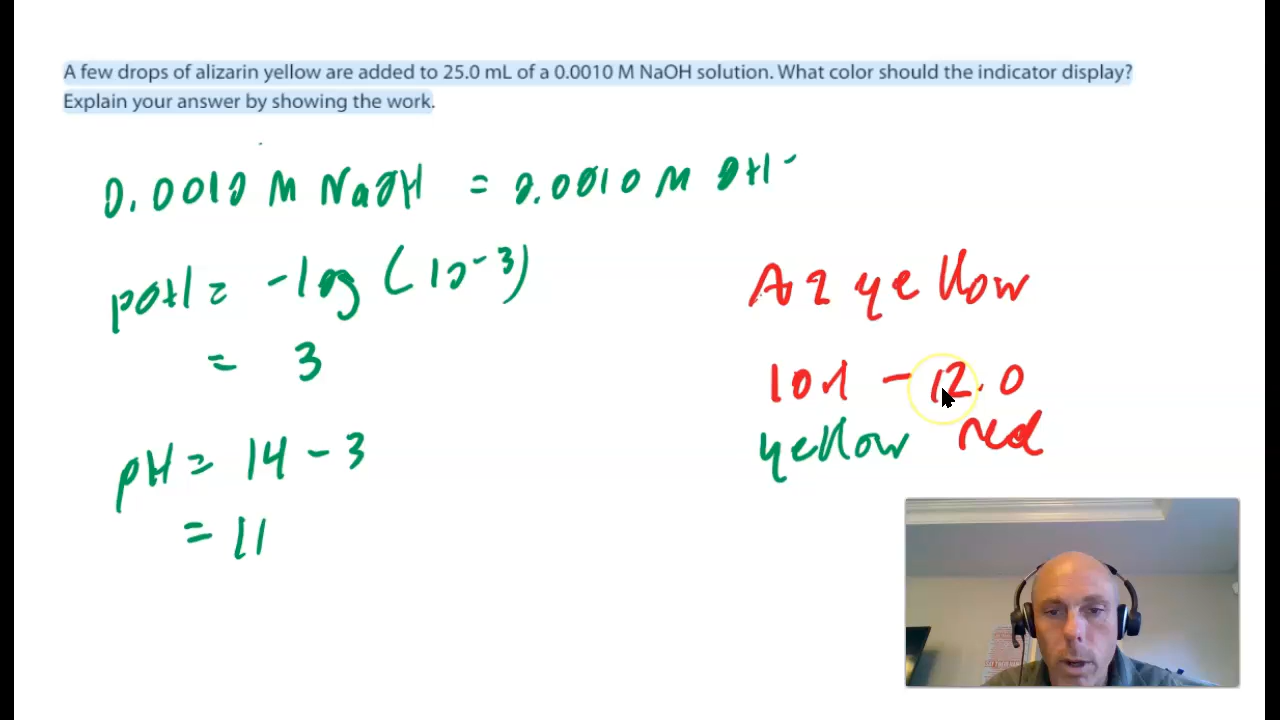 A few drops of alizarin yellow are added to 25.0 mL of a 0.0010 M NaOH solution. What color should the indicator display?
Explain your answer by showing the work.
0.0010 M NaOH = 0.0010 M OH-
pOH = -log (10-3)
= 3
pH = 14 - 3
= 11
Az yellow
10.1 - 12.0
yellow red